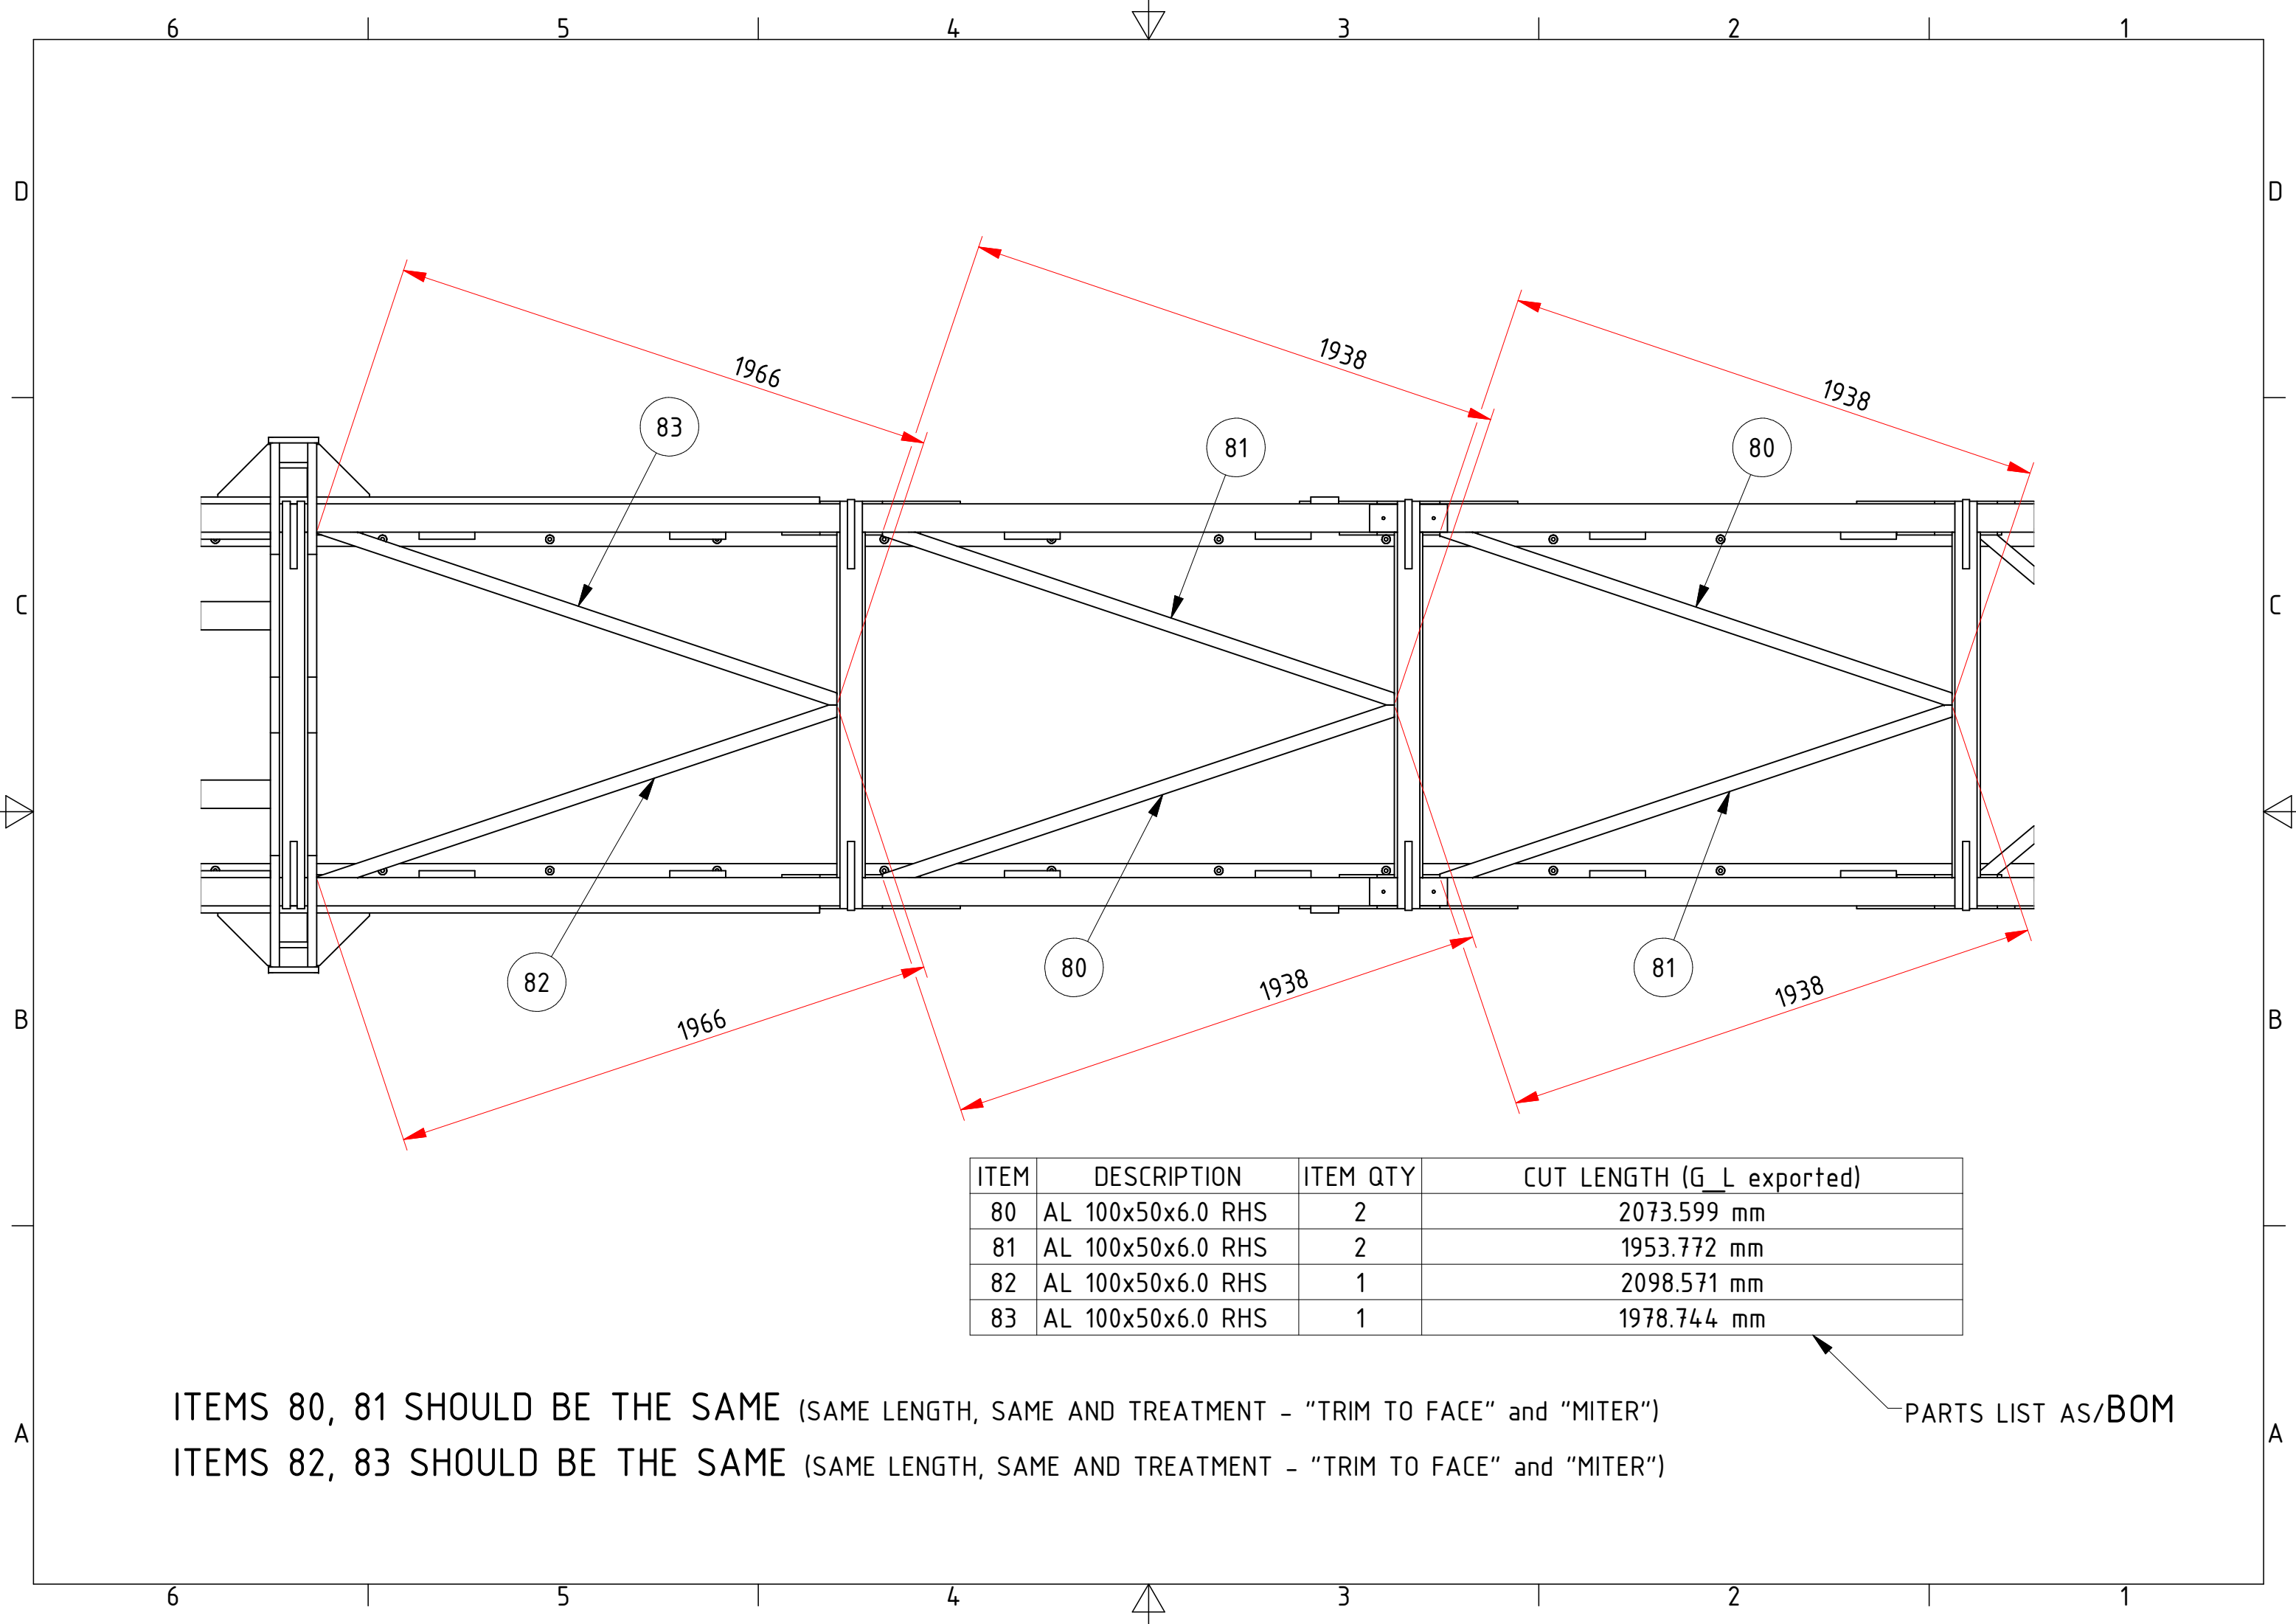 6 5 4 3 2 1
D D
1938
1966
1938
1938
83 81 80
C C
82 80 81
1938
1938
1966
B B
ITEM DESCRIPTION ITEM QTY CUT LENGTH (G_L exported)
80 AL 100x50x6.0 RHS 2 2073.599 mm
81 AL 100x50x6.0 RHS 2 1953.772 mm
82 AL 100x50x6.0 RHS 1 2098.571 mm
83 AL 100x50x6.0 RHS 1 1978.744 mm
ITEMS 80, 81 SHOULD BE THE SAME (SAME LENGTH, SAME AND TREATMENT - "TRIM TO FACE" and "MITER")
PARTS LIST AS/BOM
A A
ITEMS 82, 83 SHOULD BE THE SAME (SAME LENGTH, SAME AND TREATMENT - "TRIM TO FACE" and "MITER")
6 5 4 3 2 1